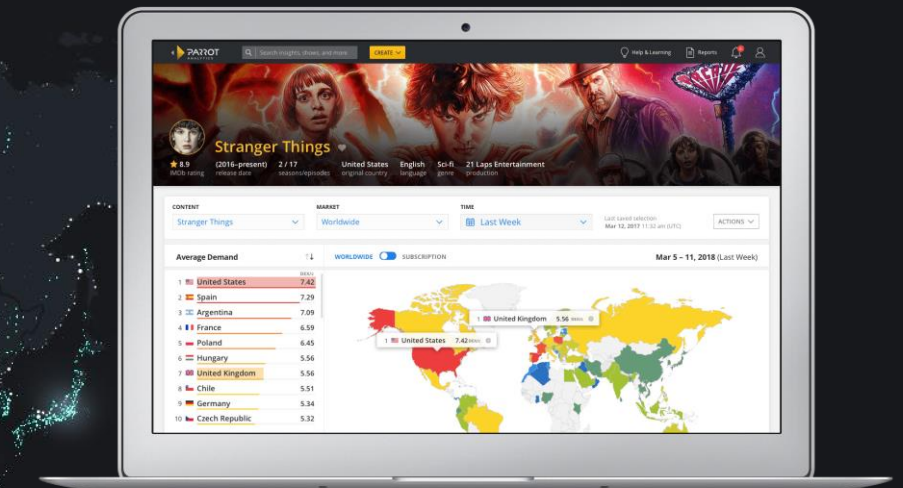 PARROT
ANALYTICS
Search insights, shows, and more
CREATE
Help & Learning
Reports
Stranger Things
8.9
IMDb rating
(2016-present)
release date
2 / 17
seasons/episodes
United States
original country
English
language
Sci-fi
genre
21 Laps Entertainment
production
CONTENT
Stranger Things
MARKET
Worldwide
TIME
Last Week
Last saved selection
Mar 12, 2017 11:32 am (UTC)
ACTIONS
Average Demand
WORLDWIDE
SUBSCRIPTION
Mar 5 – 11, 2018 (Last Week)
1 United States 7.42
2 Spain 7.29
3 Argentina 7.09
4 France 6.59
5 Poland 6.45
6 Hungary 5.56
7 United Kingdom 5.56
8 Chile 5.51
9 Germany 5.34
10 Czech Republic 5.32
1 United Kingdom 5.56
1 United States 7.42